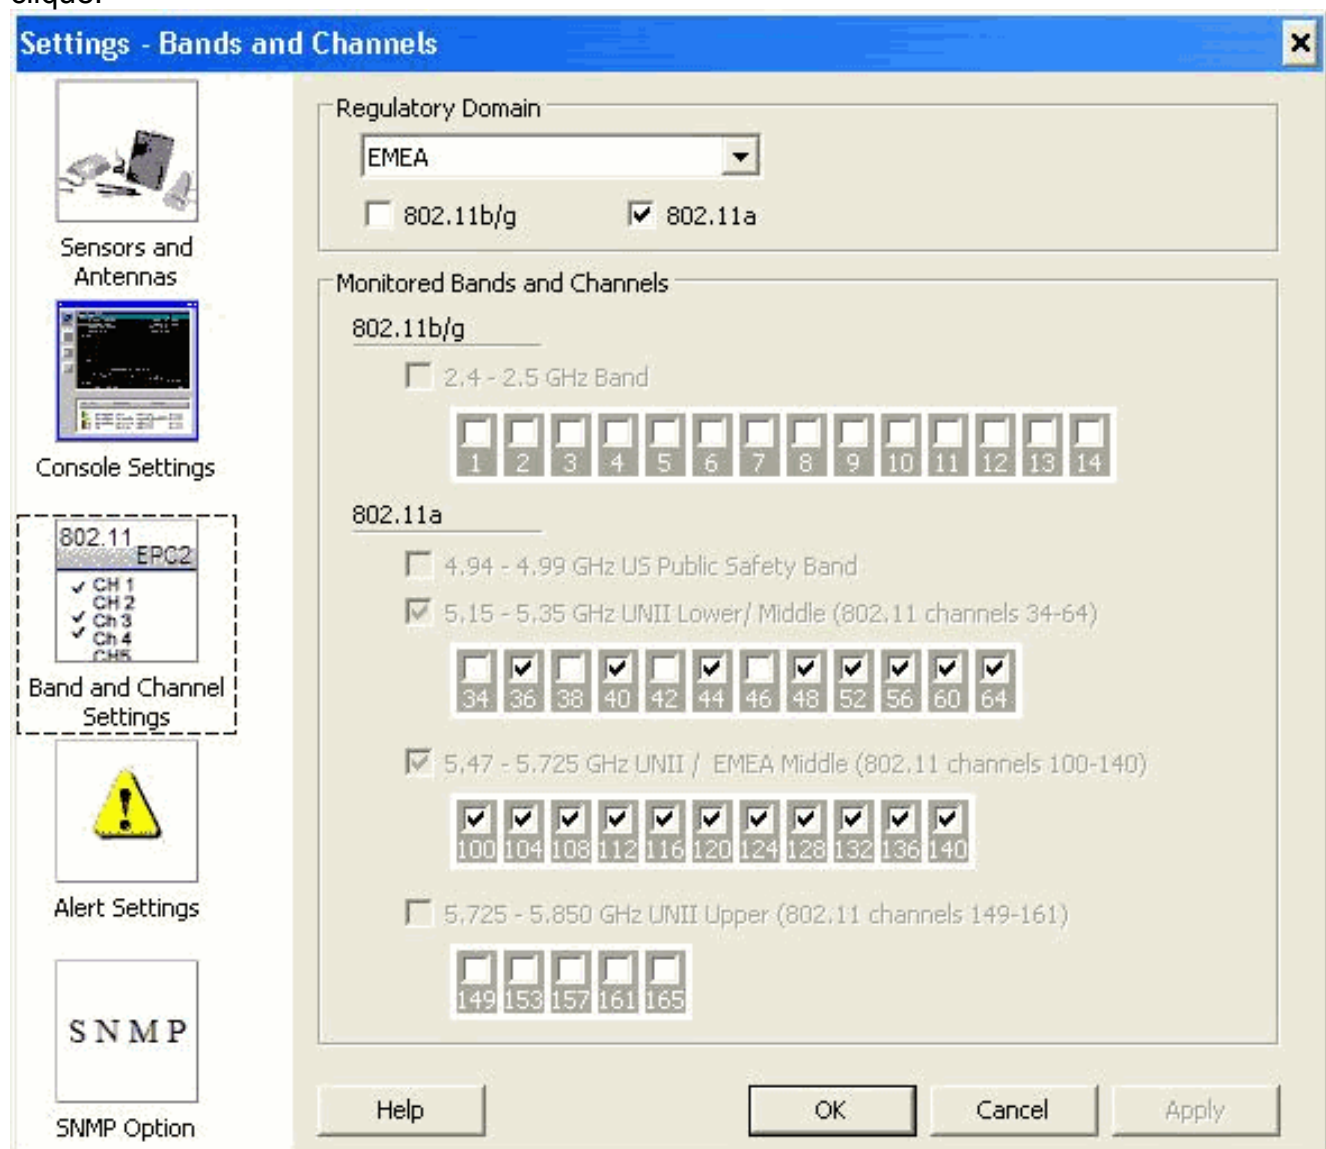 clique.
Settings - Bands and Channels
Sensors and
Antennas
Console Settings
802.11
EPC2
CH 1
CH 2
Ch 3
Ch 4
CH5
Band and Channel
Settings
Alert Settings
SNMP
SNMP Option
Regulatory Domain
EMEA
802.11b/g 802.11a
Monitored Bands and Channels
802.11b/g
2.4 - 2.5 GHz Band
1 2 3 4 5 6 7 8 9 10 11 12 13 14
802.11a
4.94 - 4.99 GHz US Public Safety Band
5.15 - 5.35 GHz UNII Lower/ Middle (802.11 channels 34-64)
34 36 38 40 42 44 46 48 52 56 60 64
5.47 - 5.725 GHz UNII / EMEA Middle (802.11 channels 100-140)
100 104 108 112 116 120 124 128 132 136 140
5.725 - 5.850 GHz UNII Upper (802.11 channels 149-161)
149 153 157 161 165
Help OK Cancel Apply